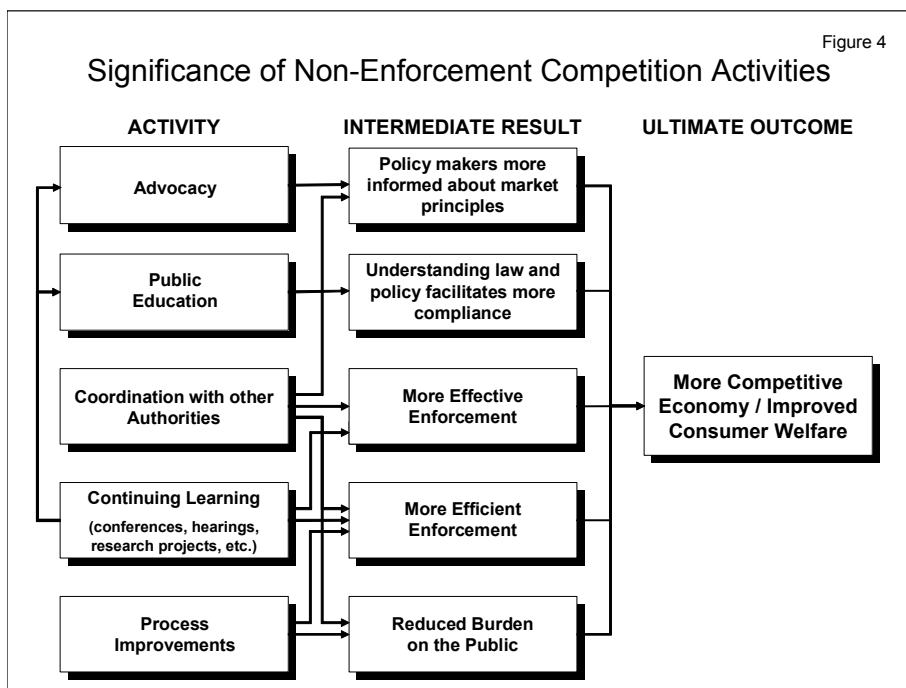 Figure 4
Significance of Non-Enforcement Competition Activities
ACTIVITY
INTERMEDIATE RESULT
ULTIMATE OUTCOME
Advocacy
Policy makers more
informed about market
principles
Public
Education
Understanding law and
policy facilitates more
compliance
Coordination with other
Authorities
More Effective
Enforcement
More Competitive
Economy / Improved
Consumer Welfare
Continuing Learning
(conferences, hearings,
research projects, etc.)
More Efficient
Enforcement
Process
Improvements
Reduced Burden
on the Public